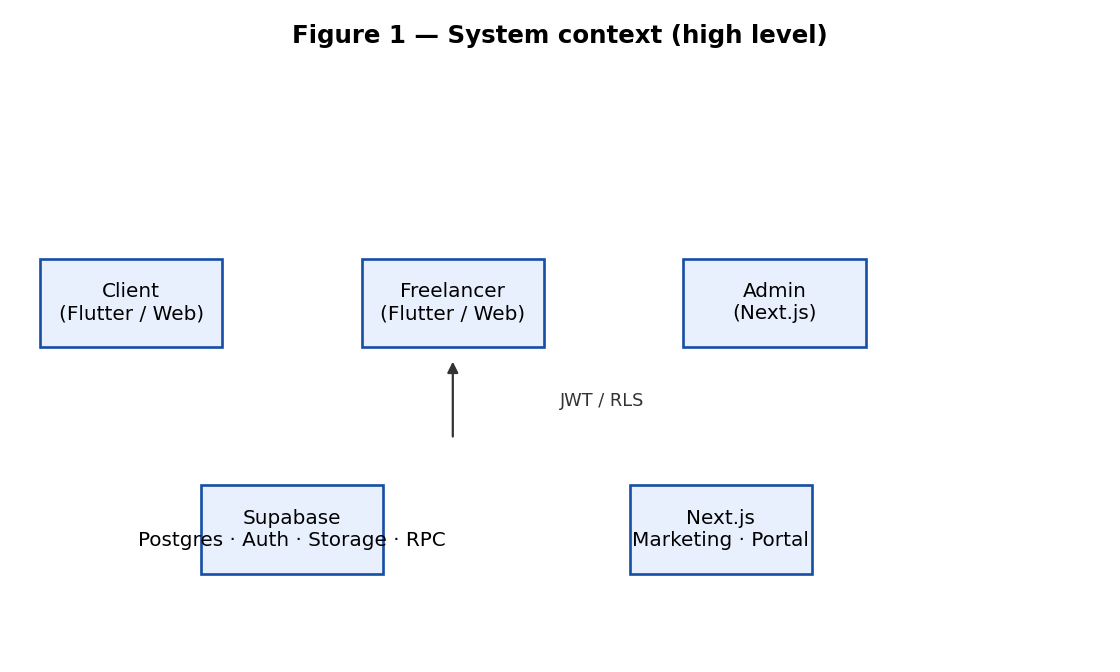 Figure 1 — System context (high level)
Client
(Flutter / Web)
Freelancer
(Flutter / Web)
Admin
(Next.js)
JWT / RLS
Supabase
Postgres · Auth · Storage · RPC
Next.js
Marketing · Portal